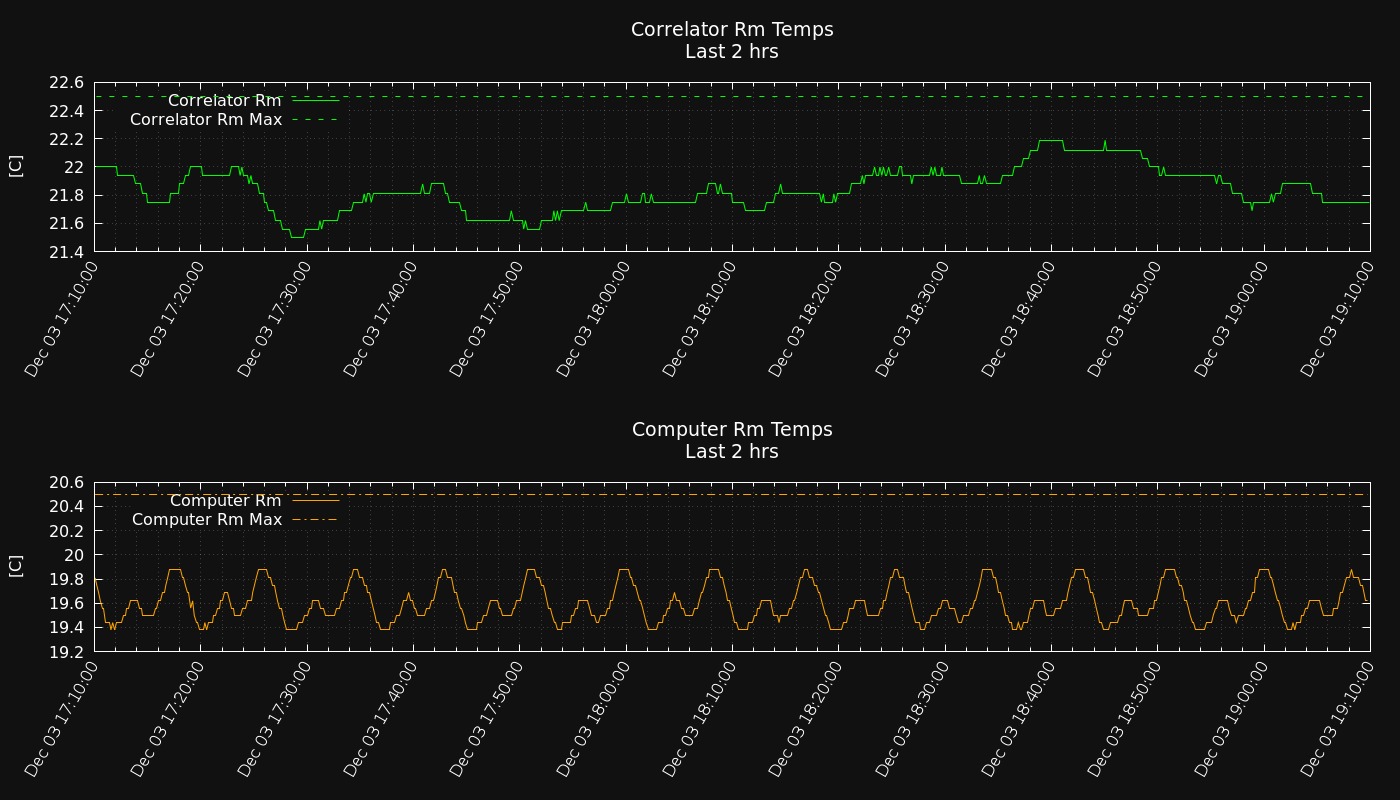 Correlator Rm Temps
Last 2 hrs
22.6
22.4
22.2
22
21.8
21.6
21.4
[C]
Correlator Rm
Correlator Rm Max
Dec 03 17:10:00
Dec 03 17:20:00
Dec 03 17:30:00
Dec 03 17:40:00
Dec 03 17:50:00
Dec 03 18:00:00
Dec 03 18:10:00
Dec 03 18:20:00
Dec 03 18:30:00
Dec 03 18:40:00
Dec 03 18:50:00
Dec 03 19:00:00
Dec 03 19:10:00
Computer Rm Temps
Last 2 hrs
20.6
20.4
20.2
20
19.8
19.6
19.4
19.2
[C]
Computer Rm
Computer Rm Max
Dec 03 17:10:00
Dec 03 17:20:00
Dec 03 17:30:00
Dec 03 17:40:00
Dec 03 17:50:00
Dec 03 18:00:00
Dec 03 18:10:00
Dec 03 18:20:00
Dec 03 18:30:00
Dec 03 18:40:00
Dec 03 18:50:00
Dec 03 19:00:00
Dec 03 19:10:00